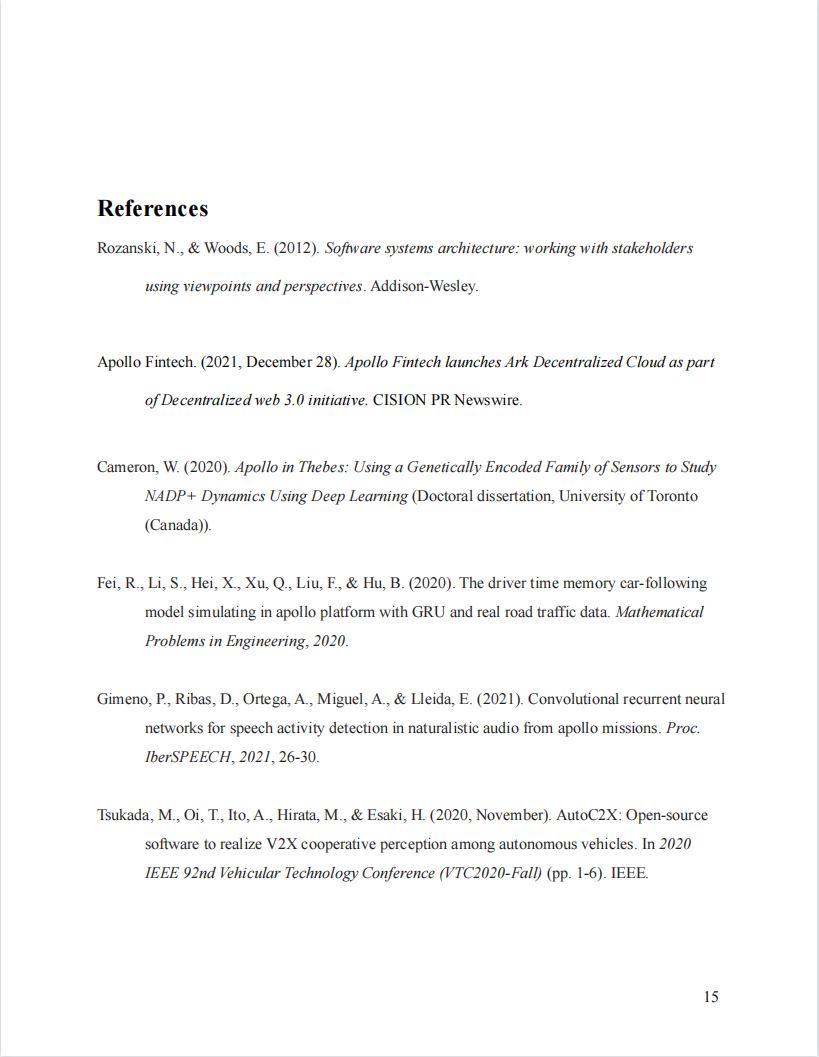 References
Rozanski, N., & Woods, E. (2012). Software systems architecture: working with stakeholders
using viewpoints and perspectives. Addison-Wesley.
Apollo Fintech. (2021, December 28). Apollo Fintech launches Ark Decentralized Cloud as part
of Decentralized web 3.0 initiative. CISION PR Newswire.
Cameron, W. (2020). Apollo in Thebes: Using a Genetically Encoded Family of Sensors to Study
NADP+ Dynamics Using Deep Learning (Doctoral dissertation, University of Toronto
(Canada)).
Fei, R., Li, S., Hei, X., Xu, Q., Liu, F., & Hu, B. (2020). The driver time memory car-following
model simulating in apollo platform with GRU and real road traffic data. Mathematical
Problems in Engineering, 2020.
Gimeno, P., Ribas, D., Ortega, A., Miguel, A., & Lleida, E. (2021). Convolutional recurrent neural
networks for speech activity detection in naturalistic audio from apollo missions. Proc.
IberSPEECH, 2021, 26-30.
Tsukada, M., Oi, T., Ito, A., Hirata, M., & Esaki, H. (2020, November). AutoC2X: Open-source
software to realize V2X cooperative perception among autonomous vehicles. In 2020
IEEE 92nd Vehicular Technology Conference (VTC2020-Fall) (pp. 1-6). IEEE.
15